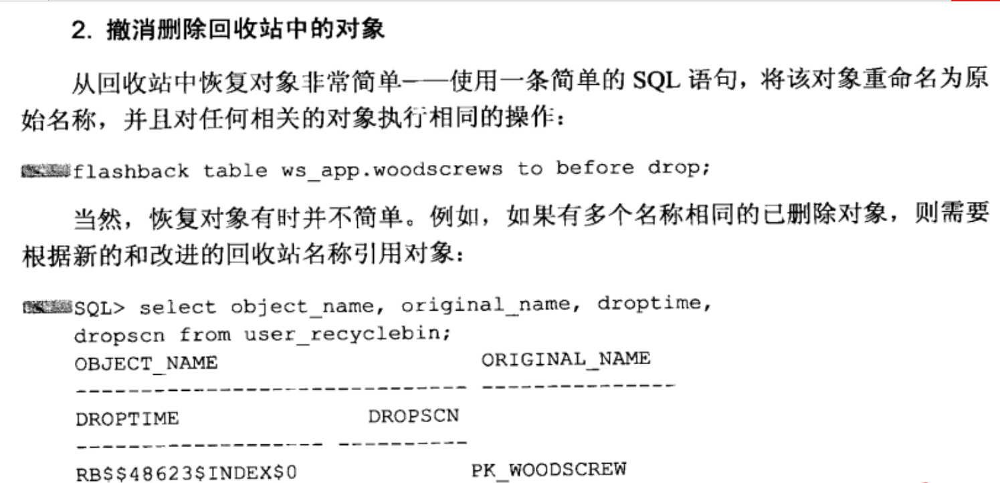 2. 撤消删除回收站中的对象
从回收站中恢复对象非常简单——使用一条简单的 SQL 语句，将该对象重命名为原
始名称，并且对任何相关的对象执行相同的操作：
flashback table ws_app.woodscrews to before drop;
当然，恢复对象有时并不简单。例如，如果有多个名称相同的已删除对象，则需要
根据新的和改进的回收站名称引用对象：
SQL> select object_name, original_name, droptime,
dropscn from user_recyclebin;
OBJECT_NAME ORIGINAL_NAME
------------------------------ ---------------
DROPTIME DROPSCN
------------------- ----------
RB$$48623$INDEX$0 PK_WOODSCREW